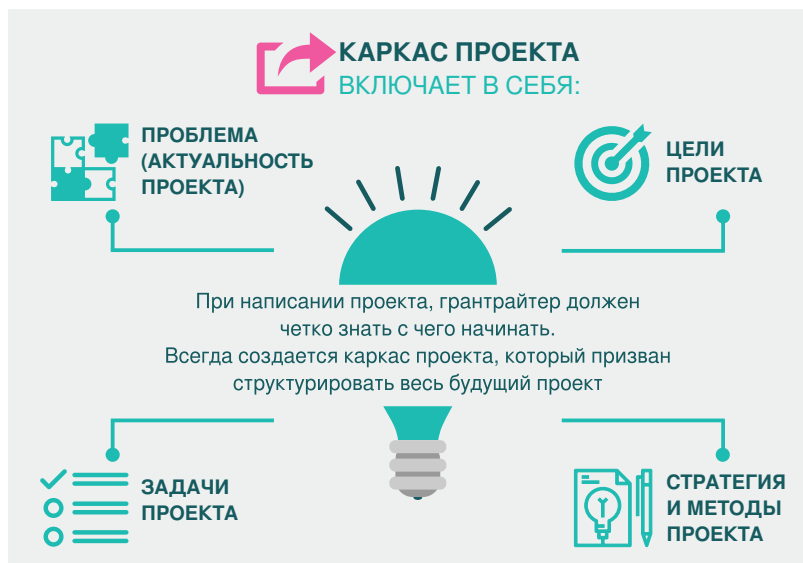 КАРКАС ПРОЕКТА
ВКЛЮЧАЕТ В СЕБЯ:
ПРОБЛЕМА
(АКТУАЛЬНОСТЬ
ПРОЕКТА)
ЦЕЛИ
ПРОЕКТА
При написании проекта, грантрайтер должен
четко знать с чего начинать.
Всегда создается каркас проекта, который призван
структурировать весь будущий проект
ЗАДАЧИ
ПРОЕКТА
СТРАТЕГИЯ
И МЕТОДЫ
ПРОЕКТА